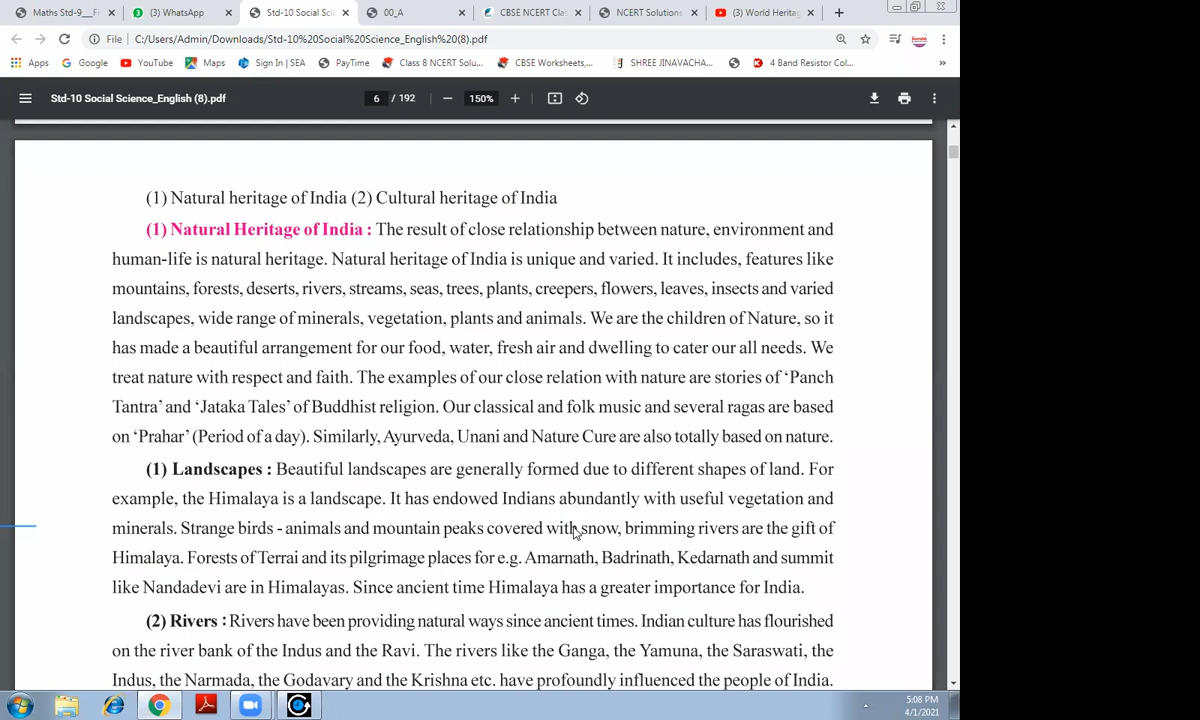 Maths Std-9__Fi
(3) WhatsApp
Std-10 Social Scie
00_A
CBSE NCERT Clas
NCERT Solutions
(3) World Heritag
File
C:/Users/Admin/Downloads/Std-10%20Social%20Science_English%20(8).pdf
Apps
Google
YouTube
Maps
Sign In | SEA
PayTime
Class 8 NCERT Solu...
CBSE Worksheets,...
SHREE JINAVACHA...
4 Band Resistor Col...
»
Std-10 Social Science_English (8).pdf
6 / 192
150%
(1) Natural heritage of India (2) Cultural heritage of India
(1) Natural Heritage of India : The result of close relationship between nature, environment and
human-life is natural heritage. Natural heritage of India is unique and varied. It includes, features like
mountains, forests, deserts, rivers, streams, seas, trees, plants, creepers, flowers, leaves, insects and varied
landscapes, wide range of minerals, vegetation, plants and animals. We are the children of Nature, so it
has made a beautiful arrangement for our food, water, fresh air and dwelling to cater our all needs. We
treat nature with respect and faith. The examples of our close relation with nature are stories of ‘Panch
Tantra’ and ‘Jataka Tales’ of Buddhist religion. Our classical and folk music and several ragas are based
on ‘Prahar’ (Period of a day). Similarly, Ayurveda, Unani and Nature Cure are also totally based on nature.
(1) Landscapes : Beautiful landscapes are generally formed due to different shapes of land. For
example, the Himalaya is a landscape. It has endowed Indians abundantly with useful vegetation and
minerals. Strange birds - animals and mountain peaks covered with snow, brimming rivers are the gift of
Himalaya. Forests of Terrai and its pilgrimage places for e.g. Amarnath, Badrinath, Kedarnath and summit
like Nandadevi are in Himalayas. Since ancient time Himalaya has a greater importance for India.
(2) Rivers : Rivers have been providing natural ways since ancient times. Indian culture has flourished
on the river bank of the Indus and the Ravi. The rivers like the Ganga, the Yamuna, the Saraswati, the
Indus, the Narmada, the Godavary and the Krishna etc. have profoundly influenced the people of India.
5:08 PM
4/1/2021